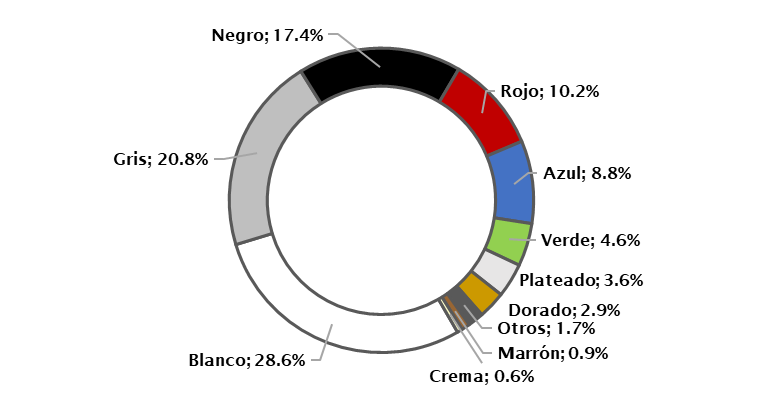 Negro; 17.4%
Rojo; 10.2%
Gris; 20.8%
Azul; 8.8%
Verde; 4.6%
Plateado; 3.6%
Dorado; 2.9%
Otros; 1.7%
Marrón; 0.9%
Blanco; 28.6%
Crema; 0.6%